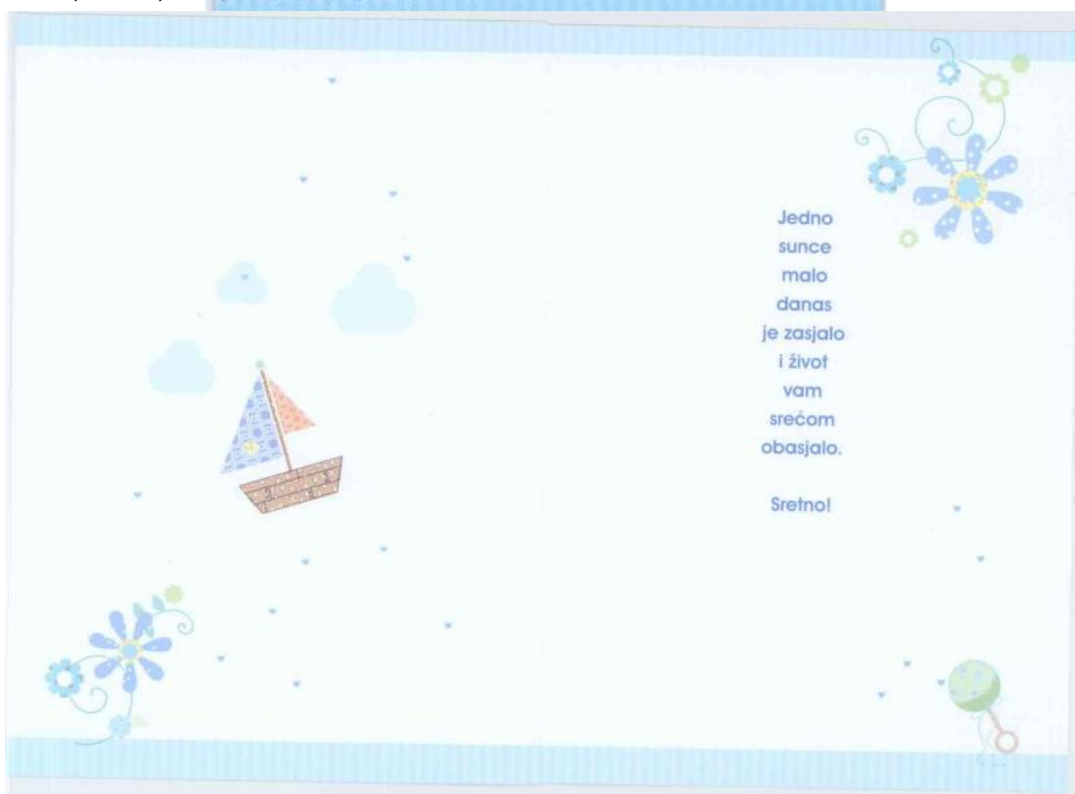 Jedno
sunce
malo
danas
je zasjalo
i život
vam
srećom
obasjalo.
Sretno!